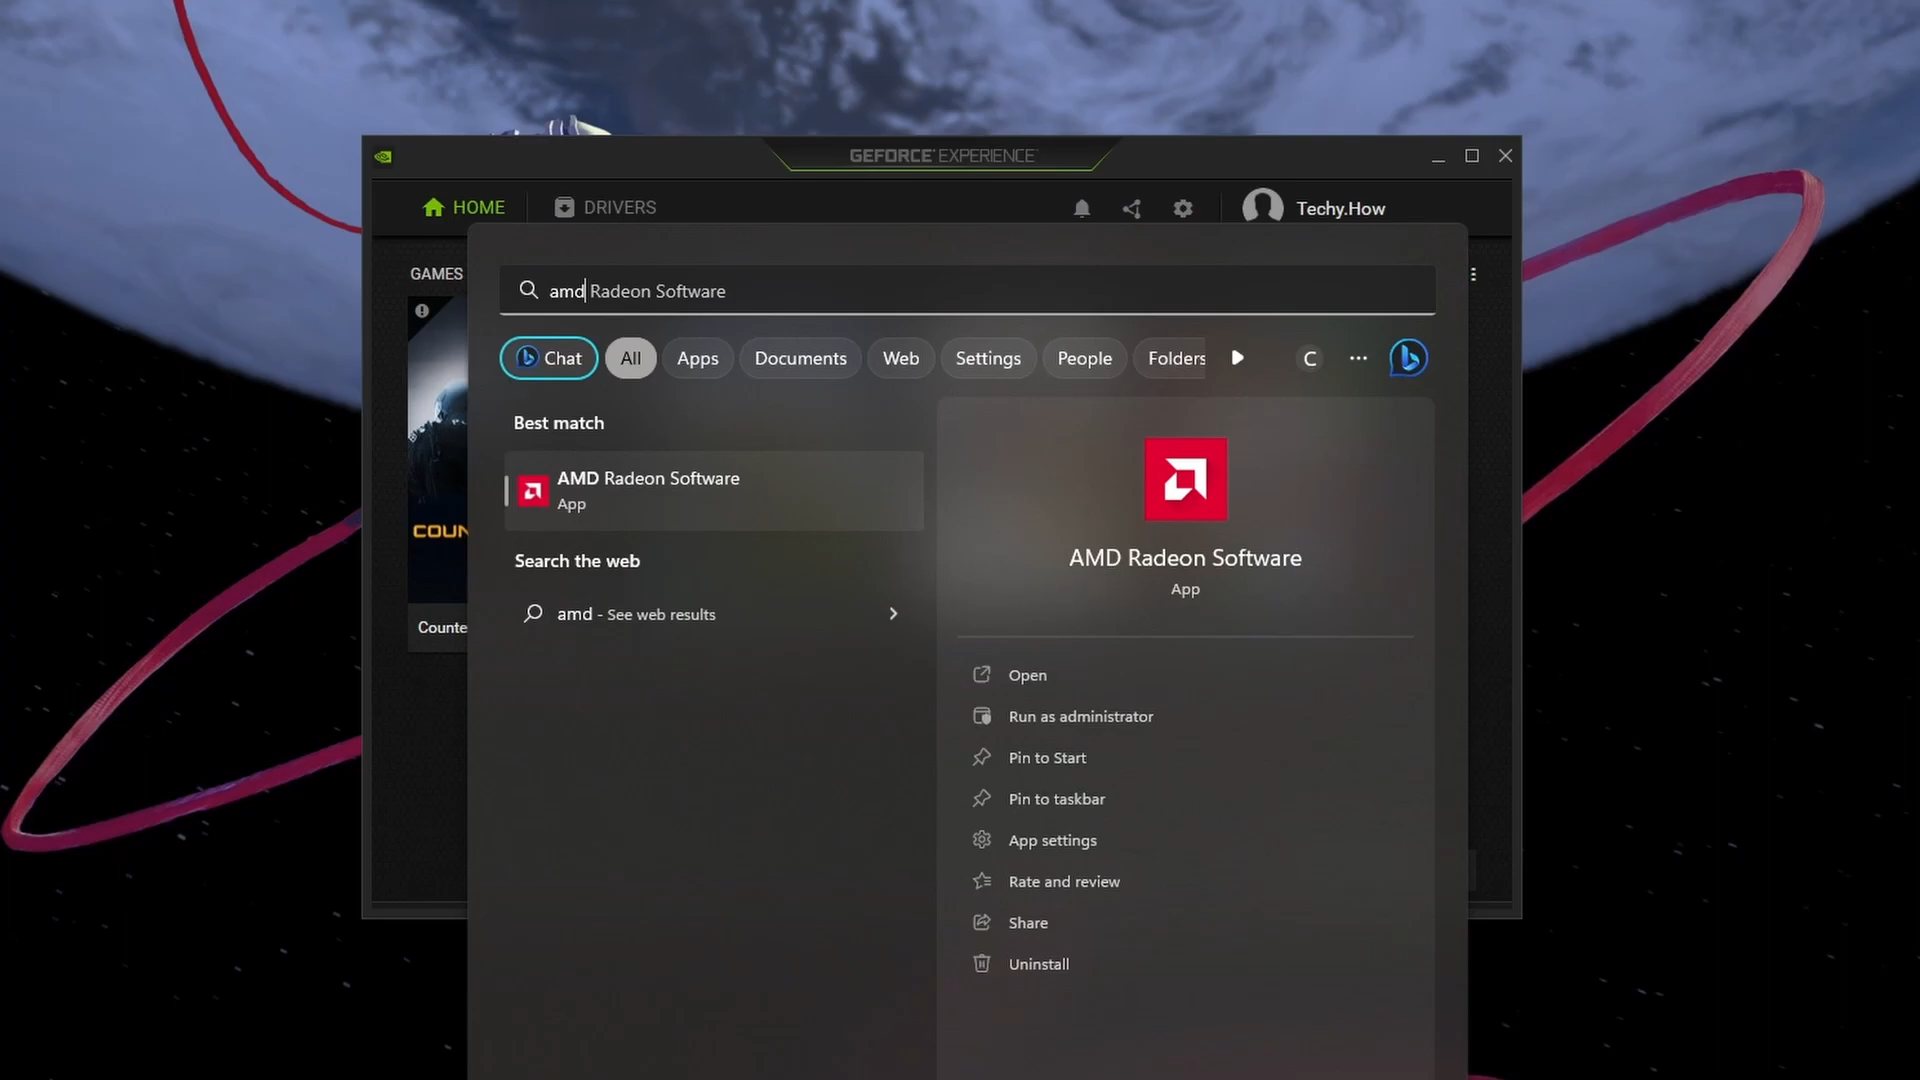 GEFORCE EXPERIENCE
HOME
DRIVERS
Techy.How
GAMES
amd Radeon Software
Chat
All
Apps
Documents
Web
Settings
People
Folders
C
Best match
AMD Radeon Software
App
Search the web
amd - See web results
COUN
Counte
AMD Radeon Software
App
Open
Run as administrator
Pin to Start
Pin to taskbar
App settings
Rate and review
Share
Uninstall